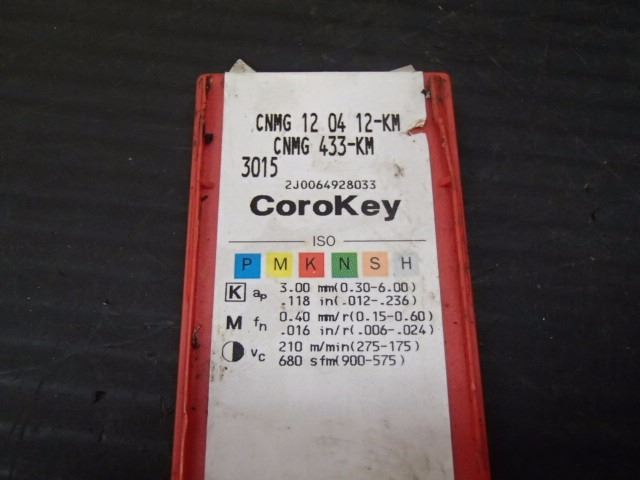 CNMG 12 04 12-KM
CNMG 433-KM
3015
2J0064928033
CoroKey
ISO
P M K N S H
K ap 3.00 mm(0.30-6.00)
.118 in(.012-.236)
M fn 0.40 mm/r(0.15-0.60)
.016 in/r(.006-.024)
vc 210 m/min(275-175)
680 sfm(900-575)